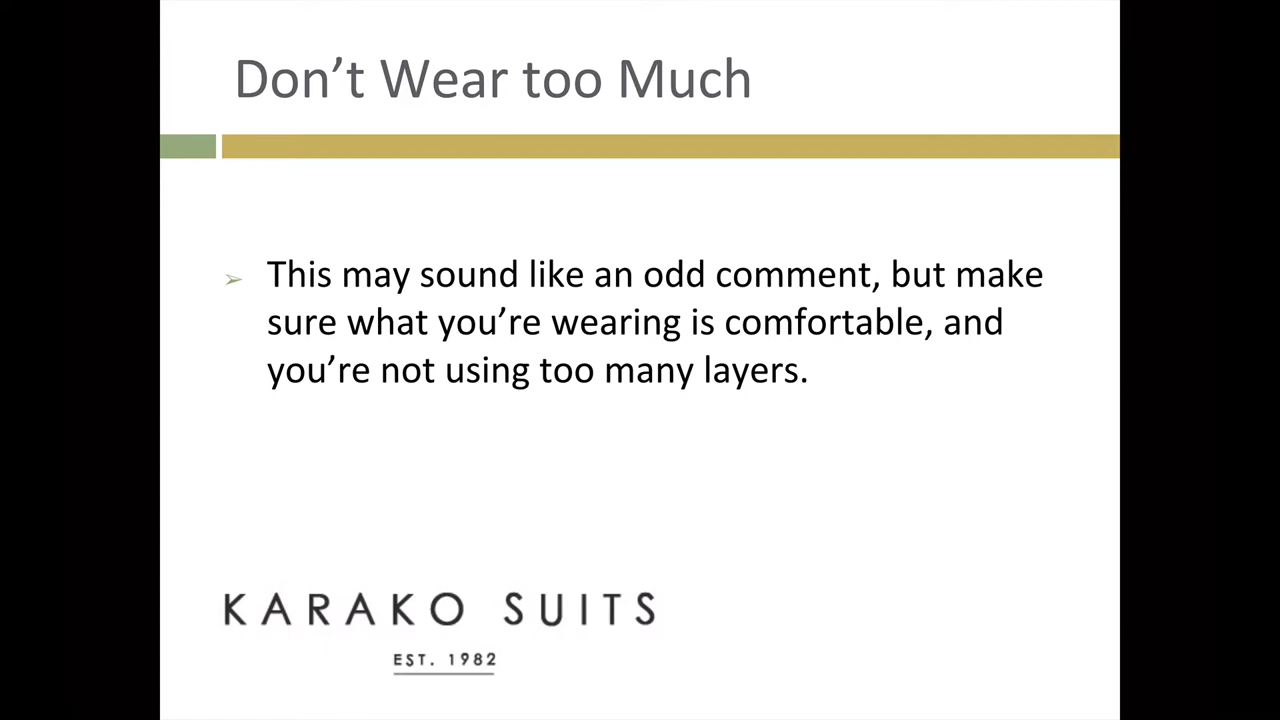 Don’t Wear too Much
This may sound like an odd comment, but make
sure what you’re wearing is comfortable, and
you’re not using too many layers.
KARAKO SUITS
EST. 1982